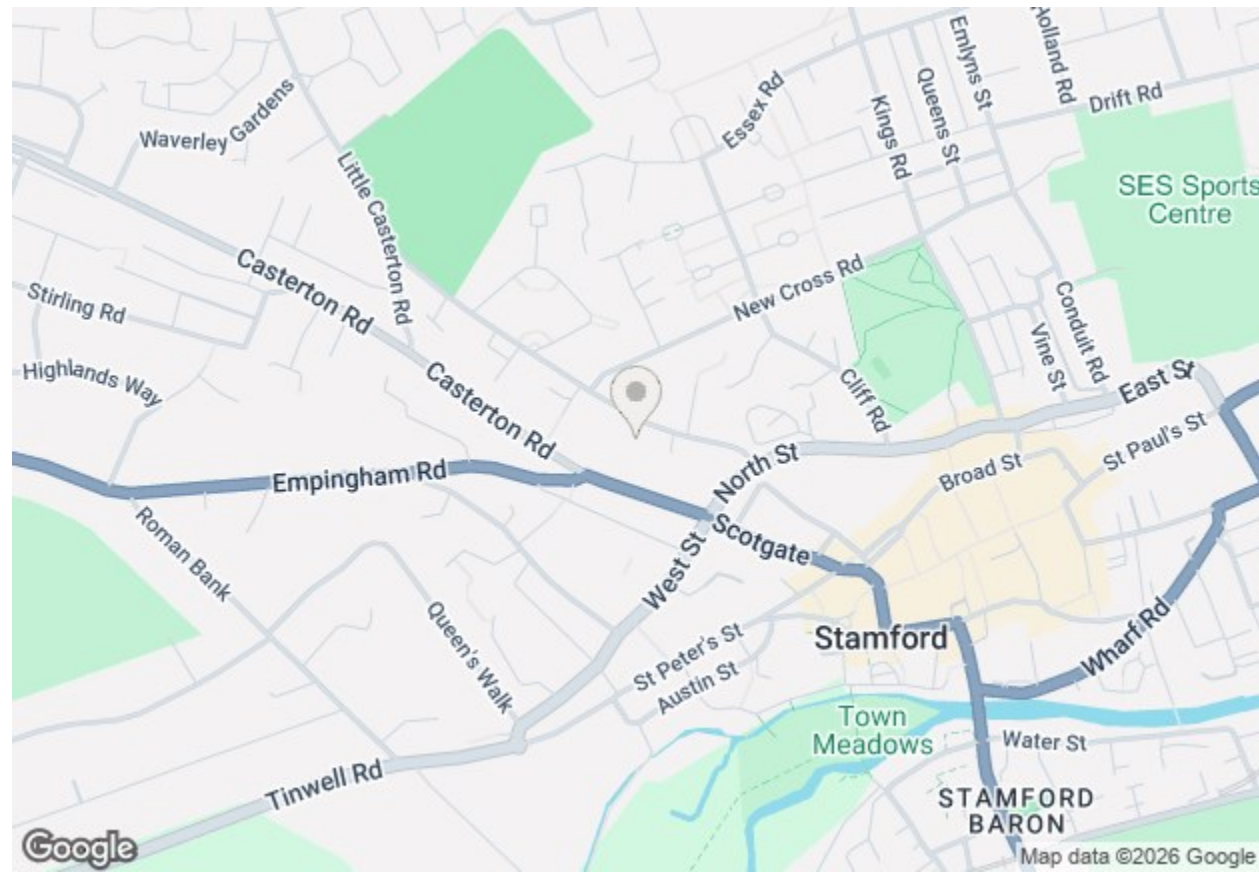 Holland Rd
Emlyns St
Queens St
Kings Rd
Essex Rd
Drift Rd
Waverley Gardens
Little Casterton Rd
SES Sports
Centre
Casterton Rd
Stirling Rd
New Cross Rd
Conduit Rd
Vine St
Highlands Way
Casterton Rd
Cliff Rd
East St
St Paul's St
Empingham Rd
North St
Broad St
Roman Bank
Scotgate
West St
Queen's Walk
St Peter's St
Austin St
Stamford
Wharf Rd
Town
Meadows
Water St
Tinwell Rd
STAMFORD
BARON
Google
Map data ©2026 Google